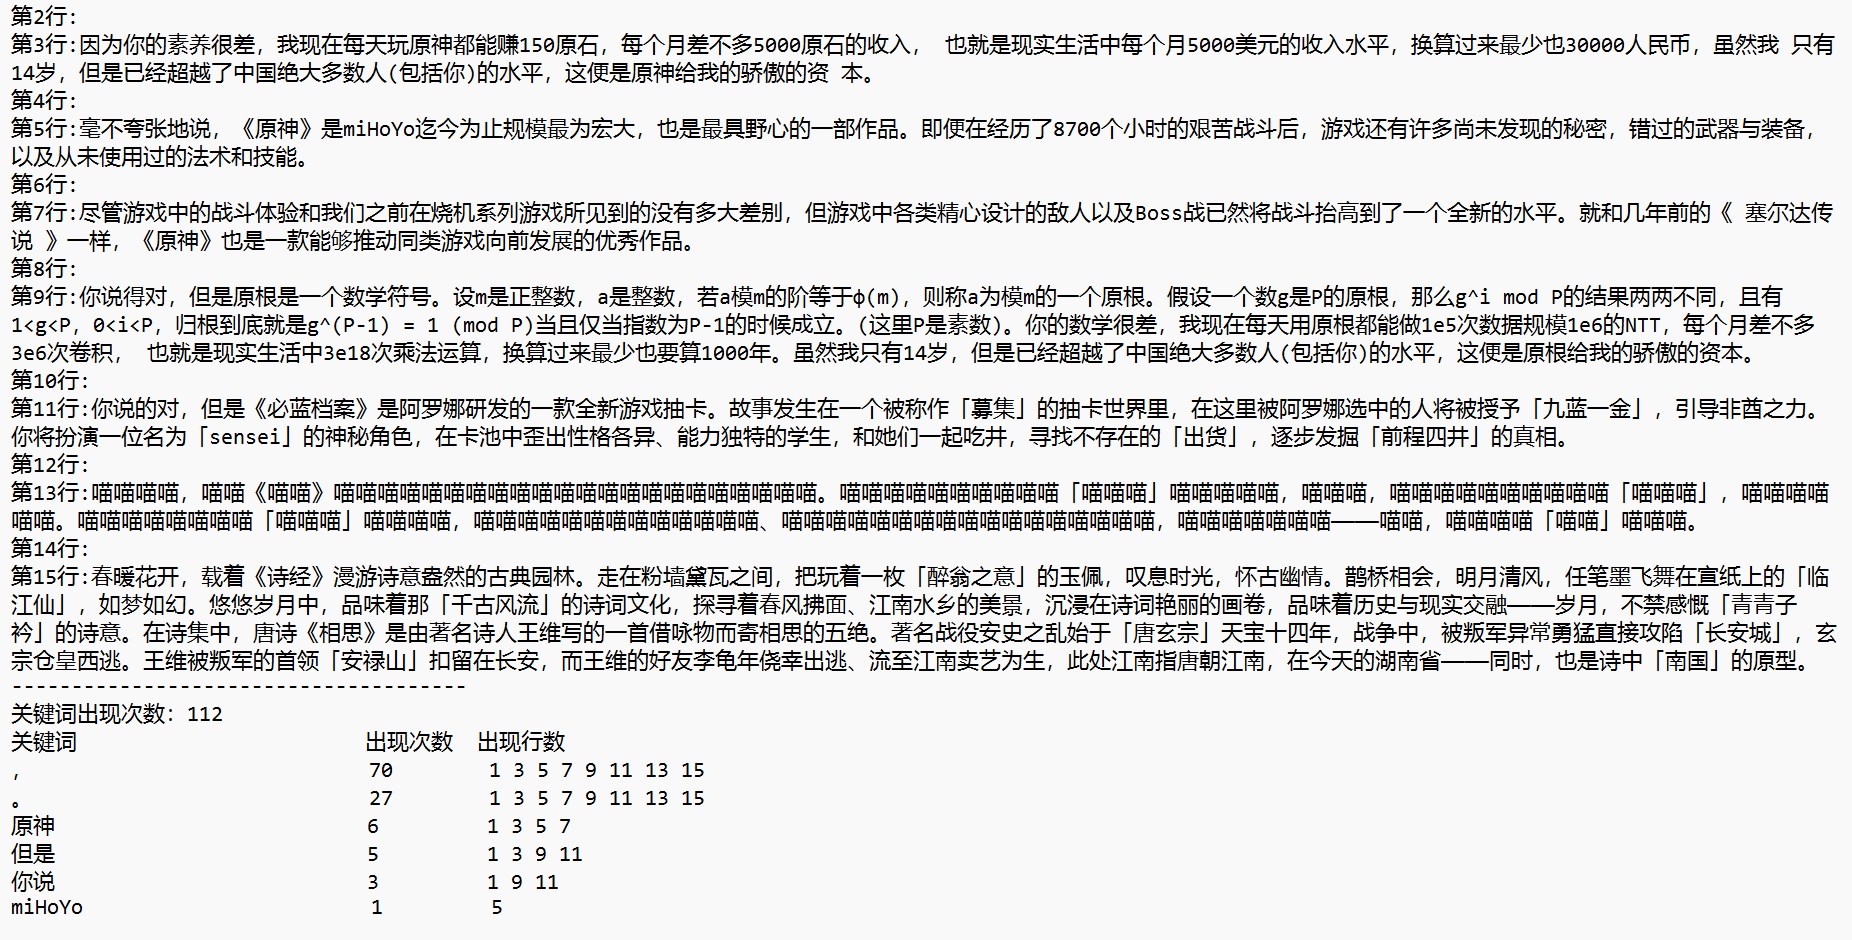 第2行:
第3行:因为你的素养很差，我现在每天玩原神都能赚150原石，每个月差不多5000原石的收入， 也就是现实生活中每个月5000美元的收入水平，换算过来最少也30000人民币，虽然我 只有
14岁，但是已经超越了中国绝大多数人(包括你)的水平，这便是原神给我的骄傲的资 本。
第4行:
第5行:毫不夸张地说，《原神》是miHoYo迄今为止规模最为宏大，也是最具野心的一部作品。即便在经历了8700个小时的艰苦战斗后，游戏还有许多尚未发现的秘密，错过的武器与装备，
以及从未使用过的法术和技能。
第6行:
第7行:尽管游戏中的战斗体验和我们之前在烧机系列游戏所见到的没有多大差别，但游戏中各类精心设计的敌人以及Boss战已然将战斗抬高到了一个全新的水平。就和几年前的《 塞尔达传
说 》一样，《原神》也是一款能够推动同类游戏向前发展的优秀作品。
第8行:
第9行:你说得对，但是原根是一个数学符号。设m是正整数，a是整数，若a模m的阶等于φ(m)，则称a为模m的一个原根。假设一个数g是P的原根，那么g^i mod P的结果两两不同，且有
1<g<P，0<i<P，归根到底就是g^(P-1) = 1 (mod P)当且仅当指数为P-1的时候成立。(这里P是素数)。你的数学很差，我现在每天用原根都能做1e5次数据规模1e6的NTT，每个月差不多
3e6次卷积， 也就是现实生活中3e18次乘法运算，换算过来最少也要算1000年。虽然我只有14岁，但是已经超越了中国绝大多数人(包括你)的水平，这便是原根给我的骄傲的资本。
第10行:
第11行:你说的对，但是《必蓝档案》是阿罗娜研发的一款全新游戏抽卡。故事发生在一个被称作「募集」的抽卡世界里，在这里被阿罗娜选中的人将被授予「九蓝一金」，引导非酋之力。
你将扮演一位名为「sensei」的神秘角色，在卡池中歪出性格各异、能力独特的学生，和她们一起吃井，寻找不存在的「出货」，逐步发掘「前程四井」的真相。
第12行:
第13行:喵喵喵喵，喵喵《喵喵》喵喵喵喵喵喵喵喵喵喵喵喵喵喵喵喵喵喵喵喵喵喵。喵喵喵喵喵喵喵喵喵喵「喵喵喵」喵喵喵喵喵，喵喵喵，喵喵喵喵喵喵喵喵喵喵「喵喵喵」，喵喵喵喵
喵喵。喵喵喵喵喵喵喵喵「喵喵喵」喵喵喵喵，喵喵喵喵喵喵喵喵喵喵喵喵喵、喵喵喵喵喵喵喵喵喵喵喵喵喵喵喵喵喵，喵喵喵喵喵喵喵——喵喵，喵喵喵喵「喵喵」喵喵喵。
第14行:
第15行:春暖花开，载着《诗经》漫游诗意盎然的古典园林。走在粉墙黛瓦之间，把玩着一枚「醉翁之意」的玉佩，叹息时光，怀古幽情。鹊桥相会，明月清风，任笔墨飞舞在宣纸上的「临
江仙」，如梦如幻。悠悠岁月中，品味着那「千古风流」的诗词文化，探寻着春风拂面、江南水乡的美景，沉浸在诗词艳丽的画卷，品味着历史与现实交融——岁月，不禁感慨「青青子
衿」的诗意。在诗集中，唐诗《相思》是由著名诗人王维写的一首借咏物而寄相思的五绝。著名战役安史之乱始于「唐玄宗」天宝十四年，战争中，被叛军异常勇猛直接攻陷「长安城」，玄
宗仓皇西逃。王维被叛军的首领「安禄山」扣留在长安，而王维的好友李龟年侥幸出逃、流至江南卖艺为生，此处江南指唐朝江南，在今天的湖南省——同时，也是诗中「南国」的原型。
--------------------------------------
关键词出现次数：112
关键词 出现次数 出现行数
， 70 1 3 5 7 9 11 13 15
。 27 1 3 5 7 9 11 13 15
原神 6 1 3 5 7
但是 5 1 3 9 11
你说 3 1 9 11
miHoYo 1 5